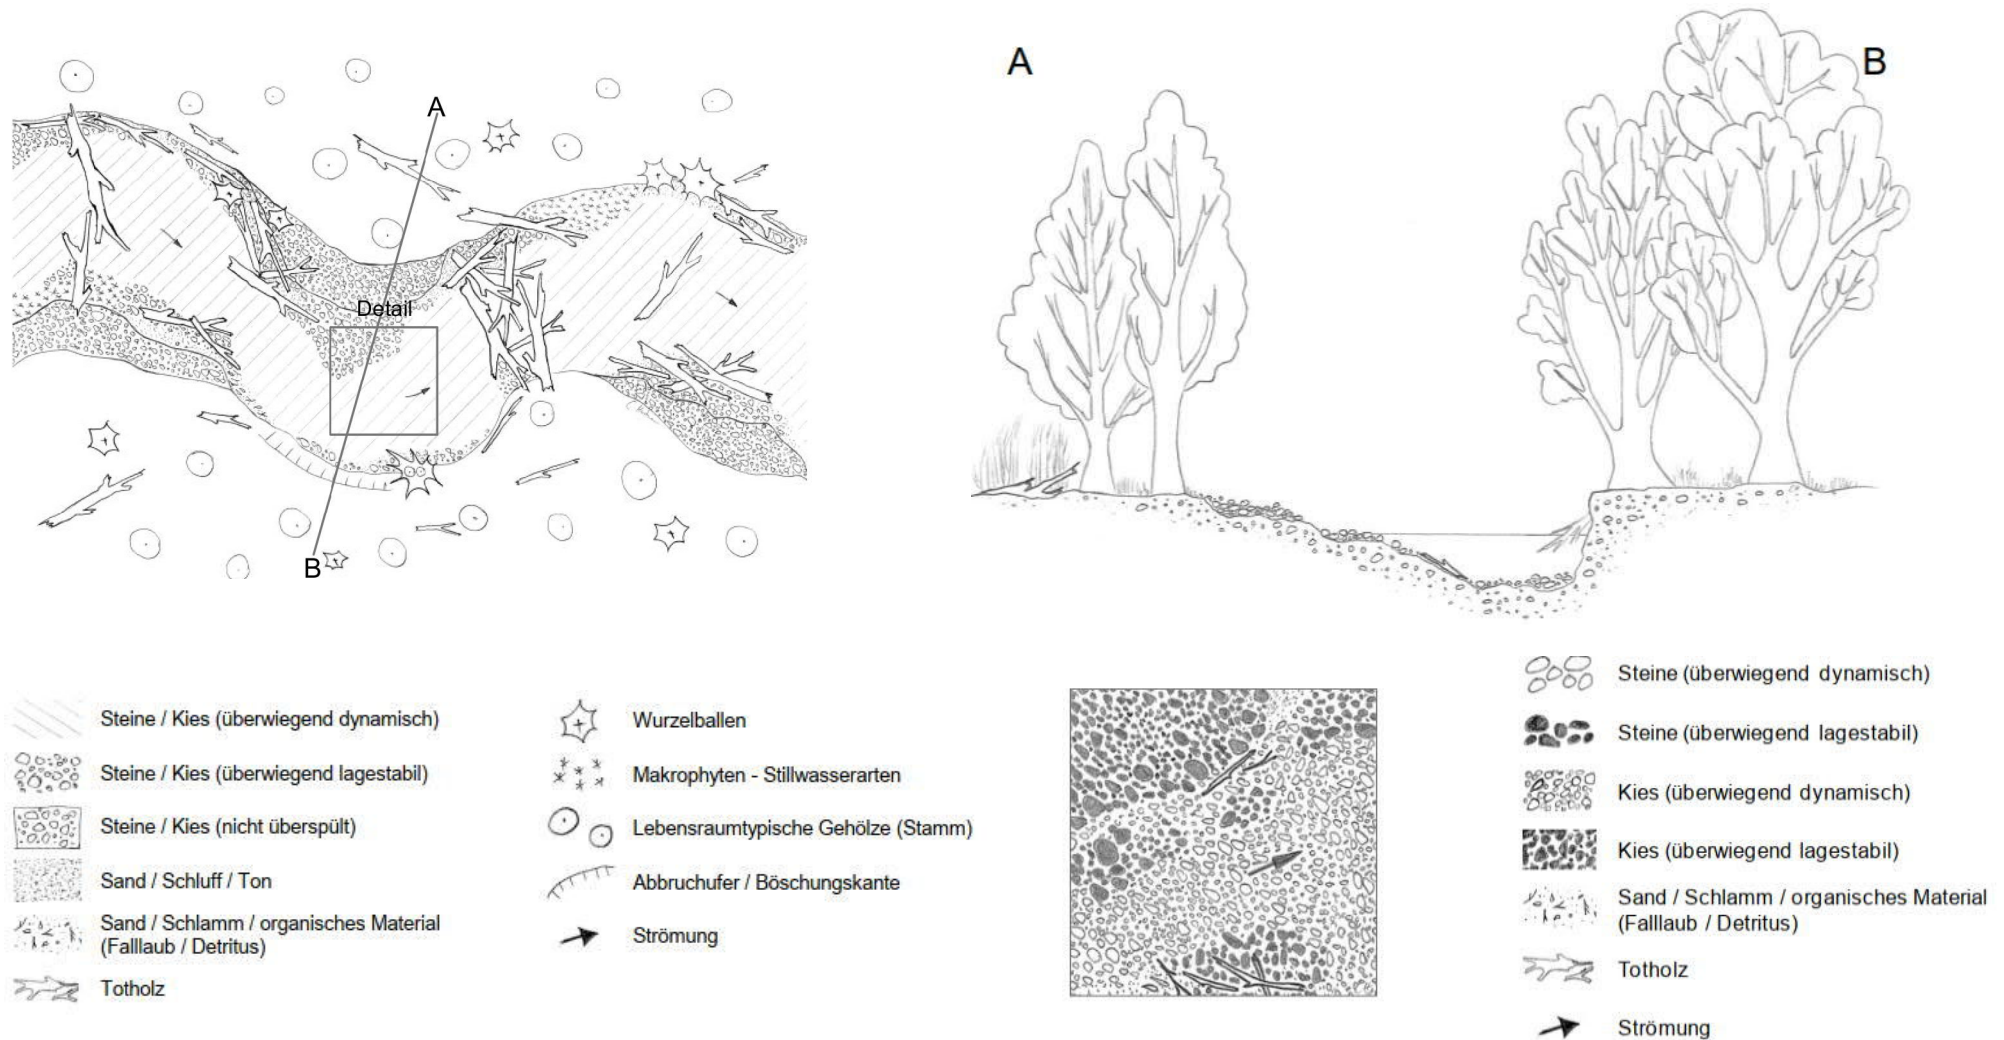 A
Detail
B
A
B
Steine / Kies (überwiegend dynamisch)
Steine / Kies (überwiegend lagestabil)
Steine / Kies (nicht überspült)
Sand / Schluff / Ton
Sand / Schlamm / organisches Material
(Falllaub / Detritus)
Totholz
Wurzelballen
Makrophyten - Stillwasserarten
Lebensraumtypische Gehölze (Stamm)
Abbruchufer / Böschungskante
Strömung
Steine (überwiegend dynamisch)
Steine (überwiegend lagestabil)
Kies (überwiegend dynamisch)
Kies (überwiegend lagestabil)
Sand / Schlamm / organisches Material
(Falllaub / Detritus)
Totholz
Strömung